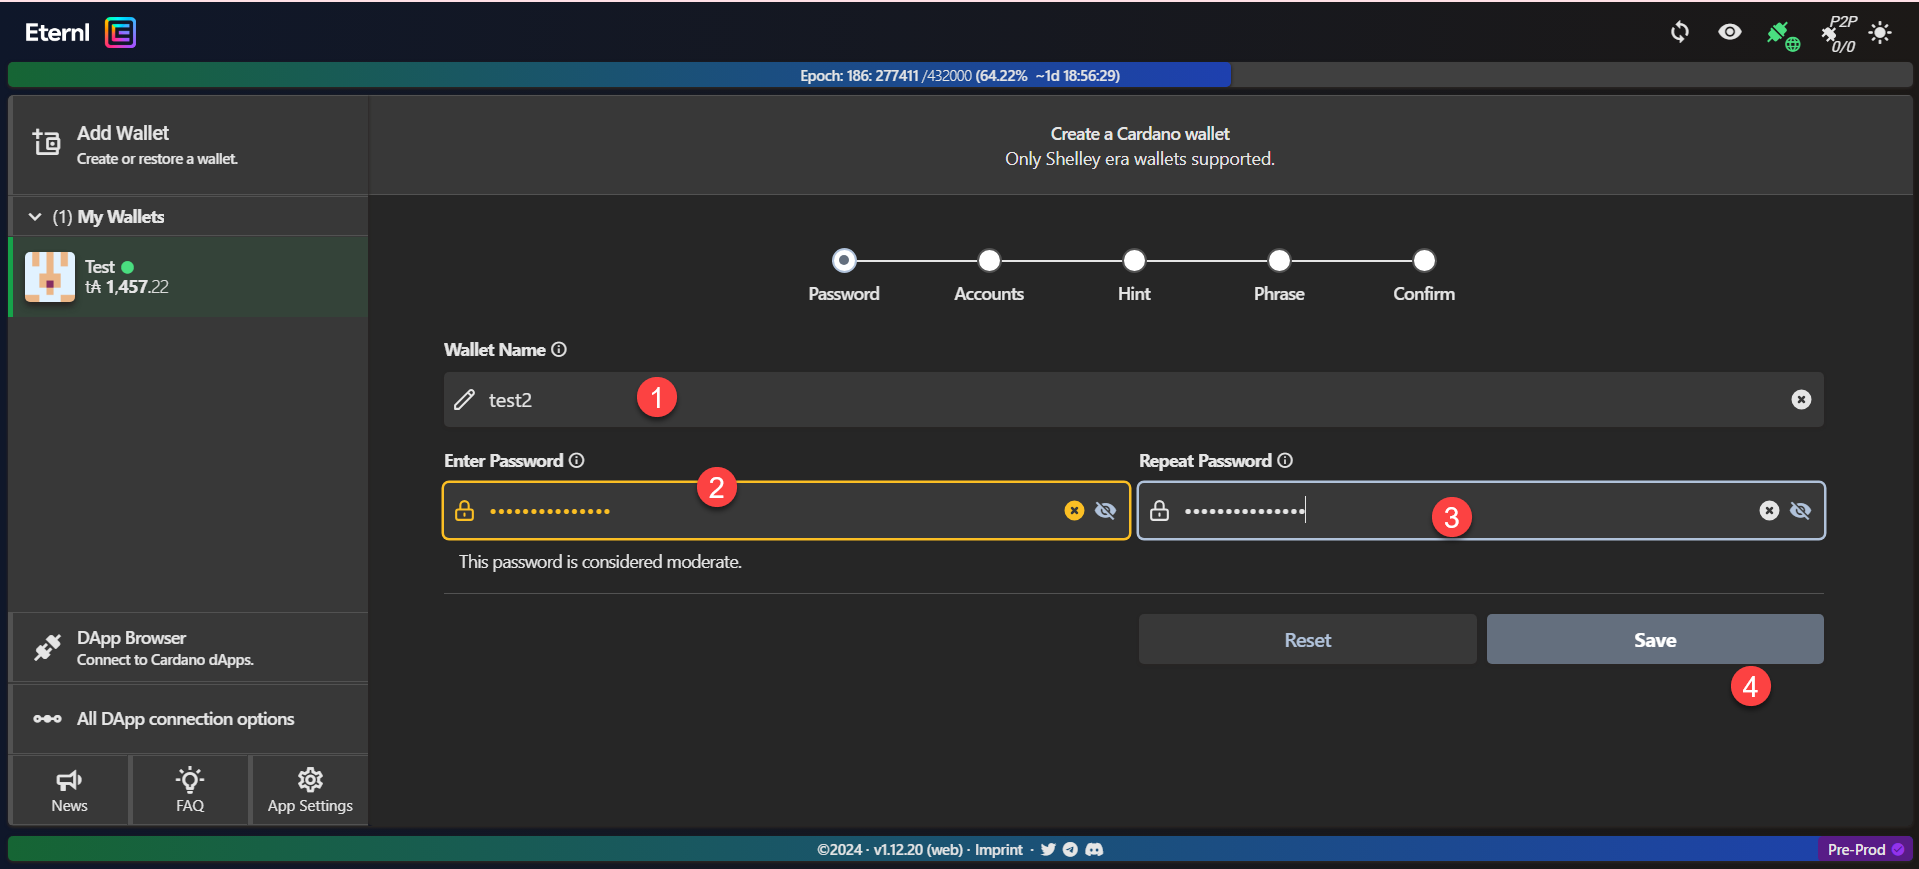 Eternl
P2P
0/0
Epoch: 186: 277411 /432000 (64.22% ~1d 18:56:29)
Add Wallet
Create or restore a wallet.
(1) My Wallets
Test
t₳ 1,457.22
DApp Browser
Connect to Cardano dApps.
All DApp connection options
News
FAQ
App Settings
Create a Cardano wallet
Only Shelley era wallets supported.
Password
Accounts
Hint
Phrase
Confirm
Wallet Name
test2
1
Enter Password
2
Repeat Password
3
This password is considered moderate.
Reset
Save
4
©2024 · v1.12.20 (web) · Imprint ·
Pre-Prod